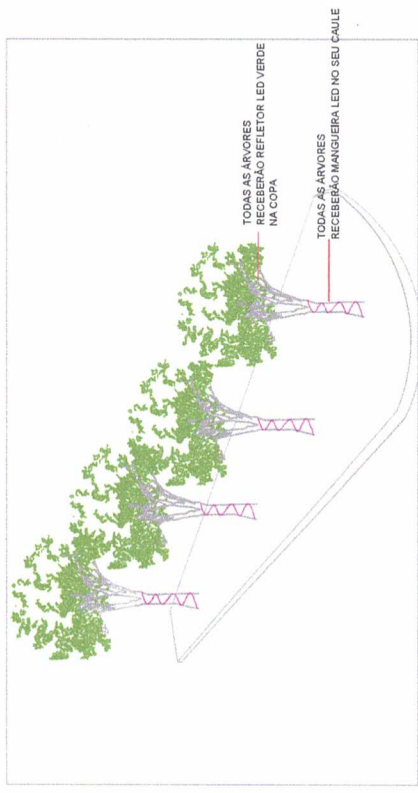 TODAS AS ÁRVORES
RECEBERÃO REFLETOR LED VERDE
NA COPA
TODAS AS ÁRVORES
RECEBERÃO MANGUEIRA LED NO SEU CAULE